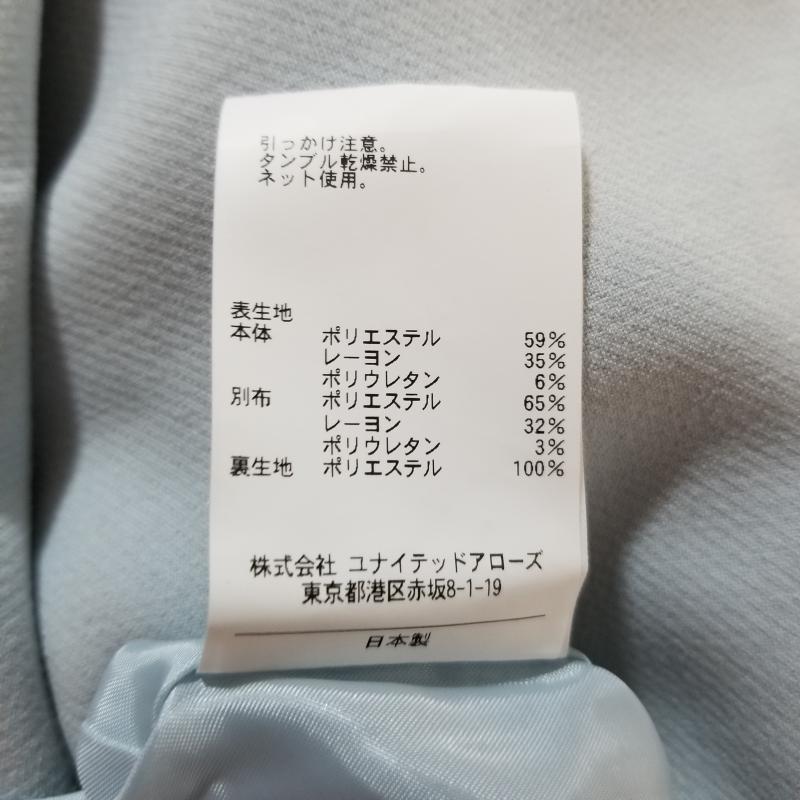 引っかけ注意。
タンブル乾燥禁止。
ネット使用。
表生地
本体 ポリエステル 59%
レーヨン 35%
ポリウレタン 6%
別布 ポリエステル 65%
レーヨン 32%
ポリウレタン 3%
裏生地 ポリエステル 100%
株式会社 ユナイテッドアローズ
東京都港区赤坂8-1-19
日本製